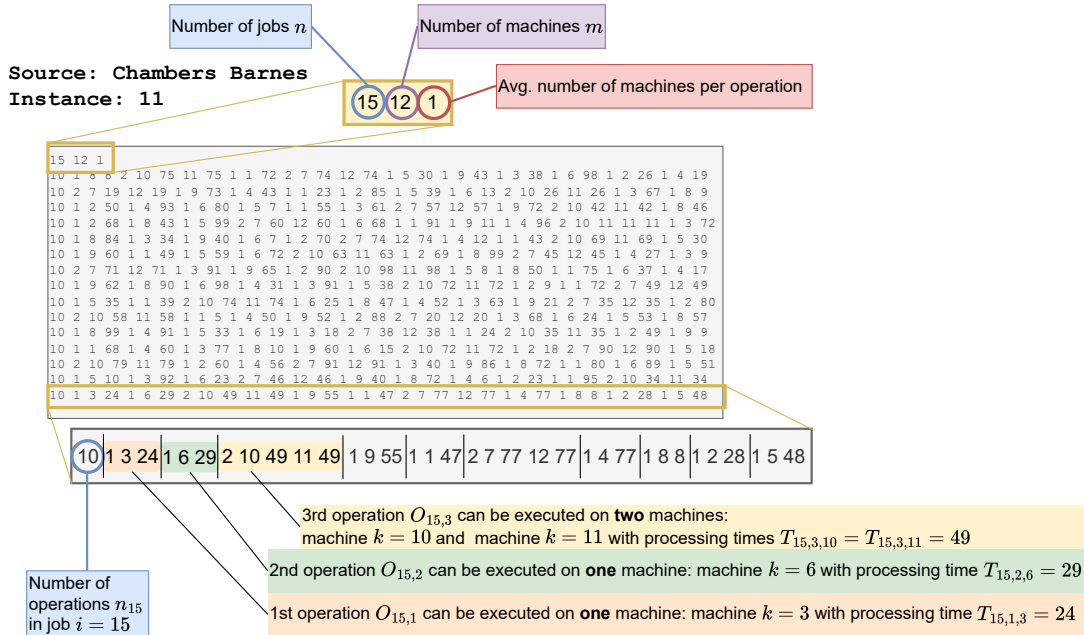 Number of jobs n
Number of machines m
Source: Chambers Barnes
Instance: 11
15 12 1
Avg. number of machines per operation
15 12 1
10 1 8 8 2 10 75 11 75 1 1 72 2 7 74 12 74 1 5 30 1 9 43 1 3 38 1 6 98 1 2 26 1 4 19
10 2 7 19 12 19 1 9 73 1 4 43 1 1 23 1 2 85 1 5 39 1 6 13 2 10 26 11 26 1 3 67 1 8 9
10 1 2 50 1 4 93 1 6 80 1 5 7 1 1 55 1 3 61 2 7 57 12 57 1 9 72 2 10 42 11 42 1 8 46
10 1 2 68 1 8 43 1 5 99 2 7 60 12 60 1 6 68 1 1 91 1 9 11 1 4 96 2 10 11 11 11 1 3 72
10 1 8 84 1 3 34 1 9 40 1 6 7 1 2 70 2 7 74 12 74 1 4 12 1 1 43 2 10 69 11 69 1 5 30
10 1 9 60 1 1 49 1 5 59 1 6 72 2 10 63 11 63 1 2 69 1 8 99 2 7 45 12 45 1 4 27 1 3 9
10 2 7 71 12 71 1 3 91 1 9 65 1 2 90 2 10 98 11 98 1 5 8 1 8 50 1 1 75 1 6 37 1 4 17
10 1 9 62 1 8 90 1 6 98 1 4 31 1 3 91 1 5 38 2 10 72 11 72 1 2 9 1 1 72 2 7 49 12 49
10 1 5 35 1 1 39 2 10 74 11 74 1 6 25 1 8 47 1 4 52 1 3 63 1 9 21 2 7 35 12 35 1 2 80
10 2 10 58 11 58 1 1 5 1 4 50 1 9 52 1 2 88 2 7 20 12 20 1 3 68 1 6 24 1 5 53 1 8 57
10 1 8 99 1 4 91 1 5 33 1 6 19 1 3 18 2 7 38 12 38 1 1 24 2 10 35 11 35 1 2 49 1 9 9
10 1 1 68 1 4 60 1 3 77 1 8 10 1 9 60 1 6 15 2 10 72 11 72 1 2 18 2 7 90 12 90 1 5 18
10 2 10 79 11 79 1 2 60 1 4 56 2 7 91 12 91 1 3 40 1 9 86 1 8 72 1 1 80 1 6 89 1 5 51
10 1 5 10 1 3 92 1 6 23 2 7 46 12 46 1 9 40 1 8 72 1 4 6 1 2 23 1 1 95 2 10 34 11 34
10 1 3 24 1 6 29 2 10 49 11 49 1 9 55 1 1 47 2 7 77 12 77 1 4 77 1 8 8 1 2 28 1 5 48
10 1 3 24 1 6 29 2 10 49 11 49 1 9 55 1 1 47 2 7 77 12 77 1 4 77 1 8 8 1 2 28 1 5 48
3rd operation O15,3 can be executed on two machines:
machine k = 10 and machine k = 11 with processing times T15,3,10 = T15,3,11 = 49
2nd operation O15,2 can be executed on one machine: machine k = 6 with processing time T15,2,6 = 29
1st operation O15,1 can be executed on one machine: machine k = 3 with processing time T15,1,3 = 24
Number of
operations n15
in job i = 15